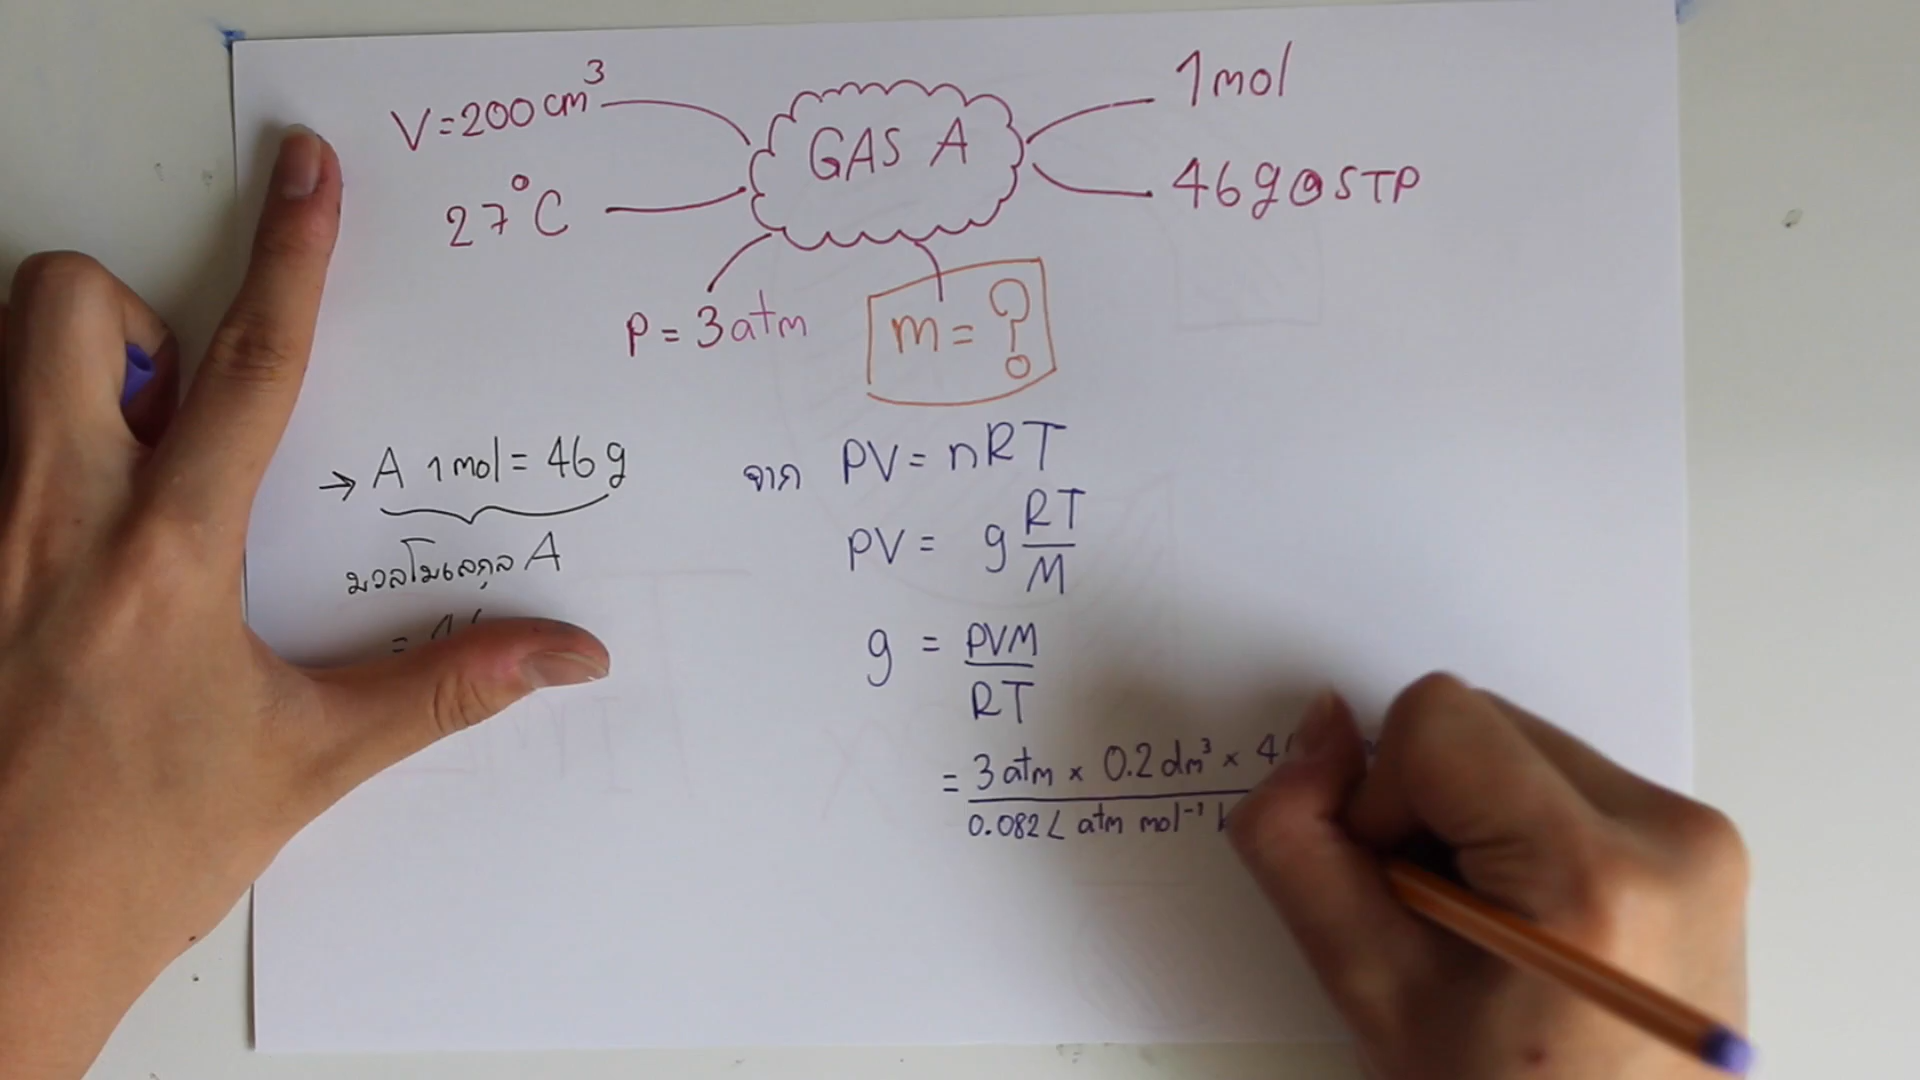 V = 200 cm³
27°C
P = 3 atm
GAS A
m = ?
1 mol
46 g @ STP
→ A 1 mol = 46 g
มวลโมเลกุล A
=
จาก PV = nRT
PV = g RT/M
g = PVM/RT
= 3 atm × 0.2 dm³ ×
0.082 L atm mol⁻¹